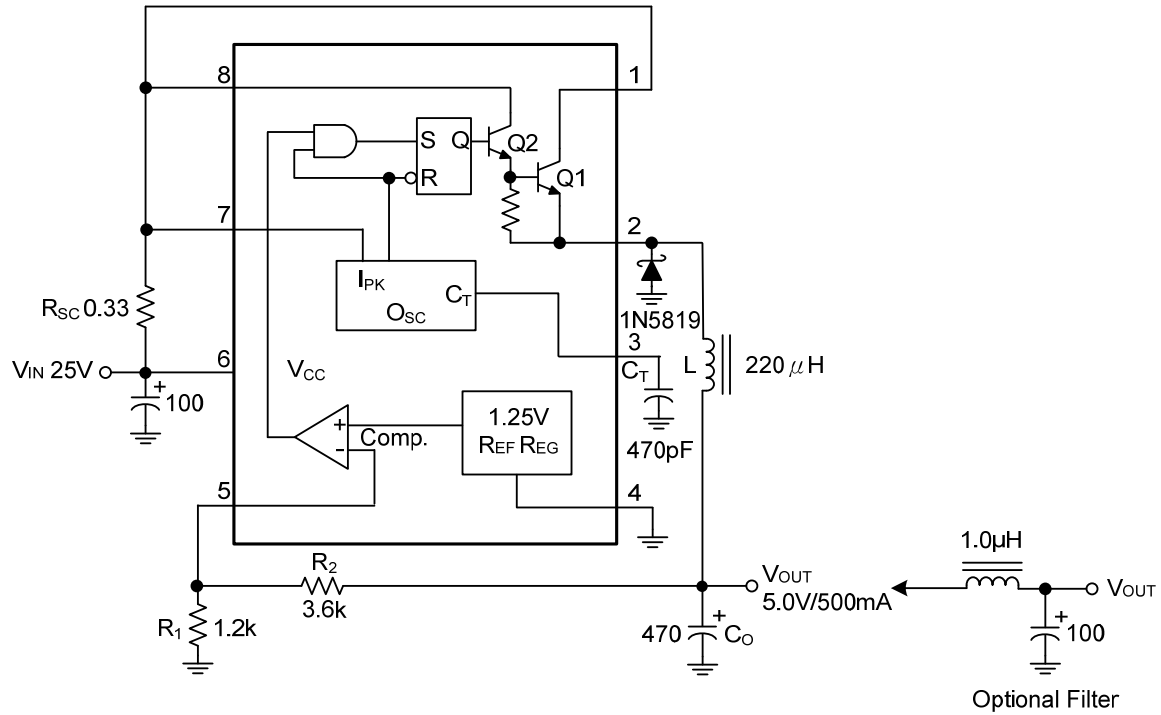 8
1
S Q
Q2
R
Q1
7
2
IPK
CT
OSC
RSC 0.33
1N5819
3
CT
L
220 μH
VIN 25V
6
VCC
+
100
1.25V
REF REG
+
Comp.
-
470pF
5
4
R2
3.6k
VOUT
5.0V/500mA
1.0µH
VOUT
R1 1.2k
470
+
CO
+
100
Optional Filter